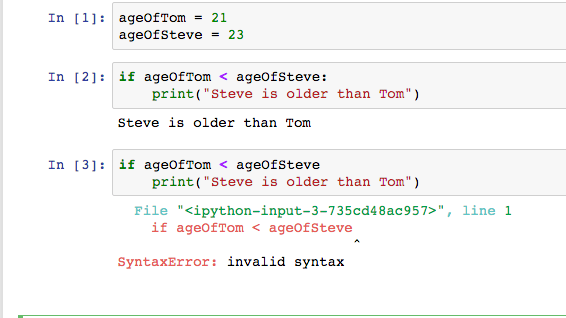 In [1]: ageOfTom = 21
ageOfSteve = 23
In [2]: if ageOfTom < ageOfSteve:
print("Steve is older than Tom")
Steve is older than Tom
In [3]: if ageOfTom < ageOfSteve
print("Steve is older than Tom")
File "<ipython-input-3-735cd48ac957>", line 1
if ageOfTom < ageOfSteve
^
SyntaxError: invalid syntax